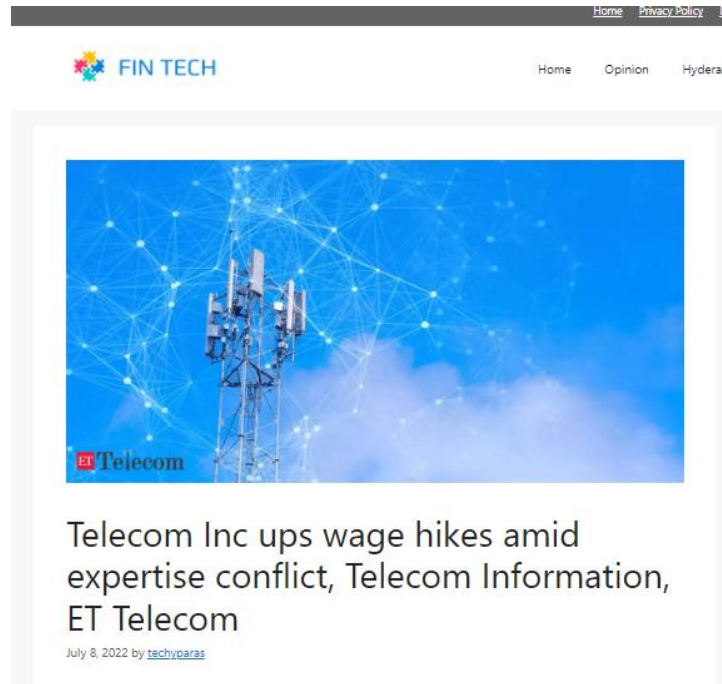 Home Privacy Policy
FIN TECH
Home Opinion Hydera
ET Telecom
Telecom Inc ups wage hikes amid
expertise conflict, Telecom Information,
ET Telecom
July 8, 2022 by techyparas